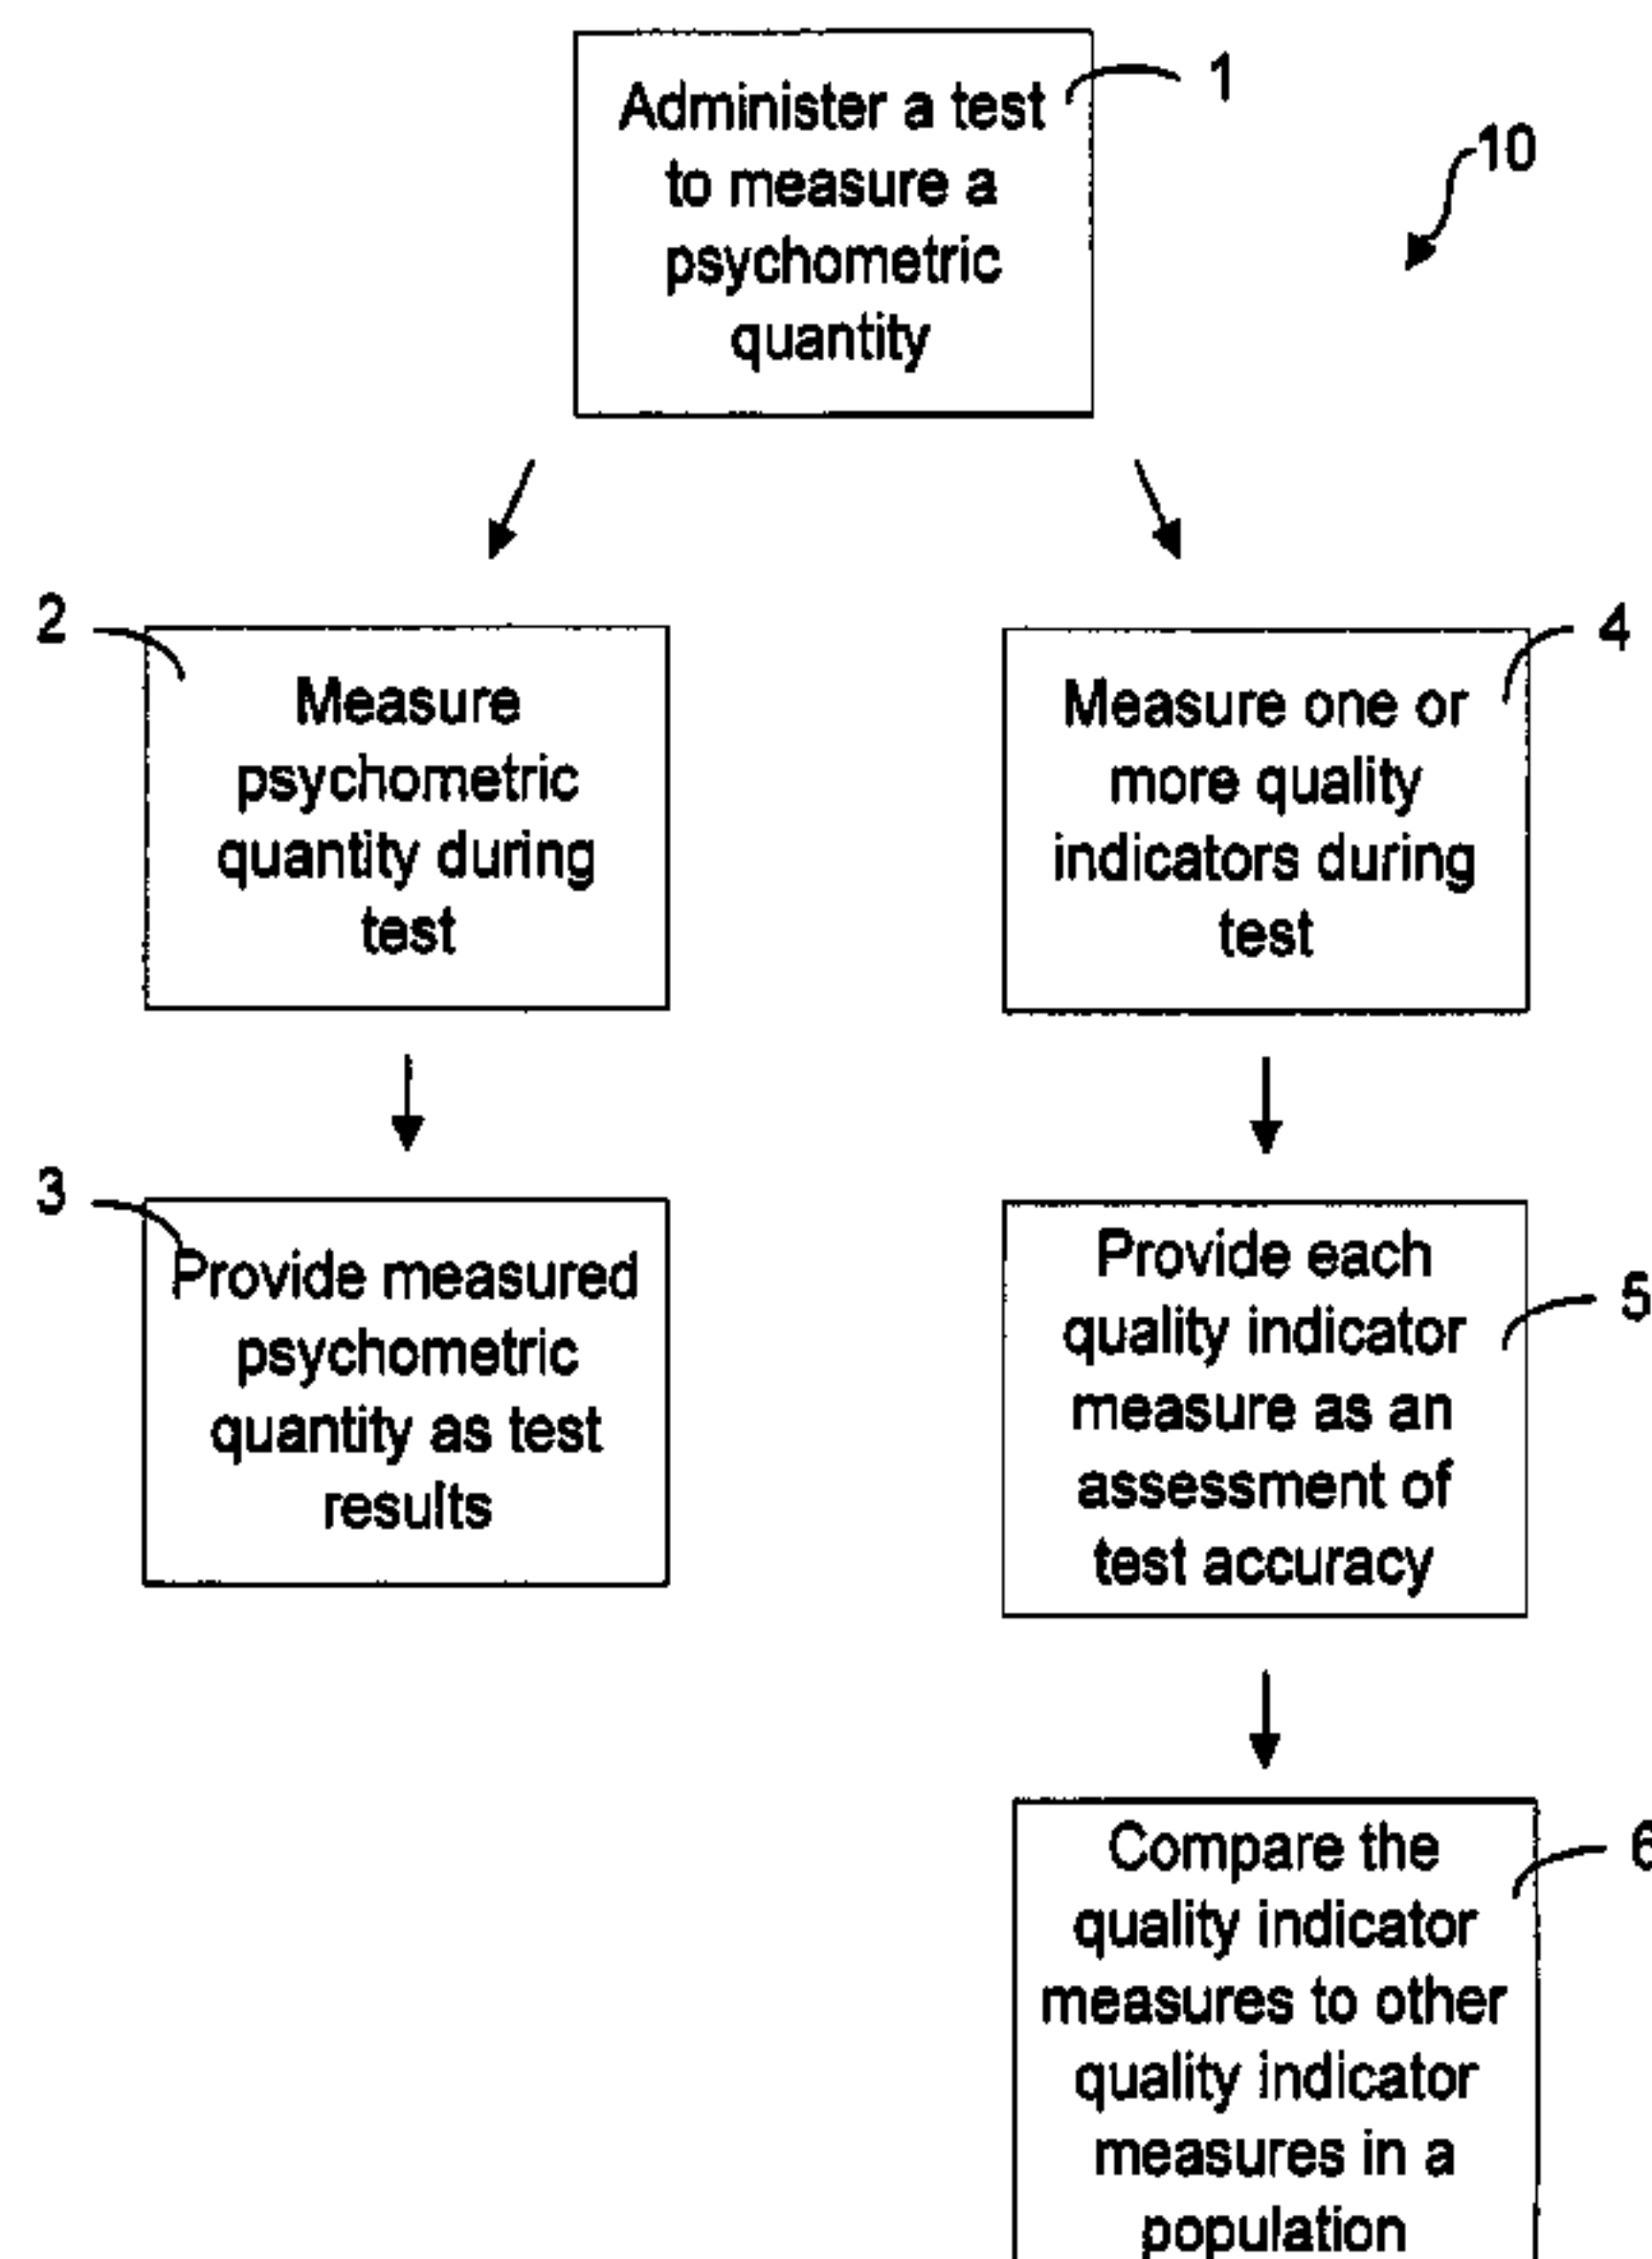 Administer a test
to measure a
psychometric
quantity
1
10
2
Measure
psychometric
quantity during
test
3
Provide measured
psychometric
quantity as test
results
4
Measure one or
more quality
indicators during
test
5
Provide each
quality indicator
measure as an
assessment of
test accuracy
6
Compare the
quality indicator
measures to other
quality indicator
measures in a
population